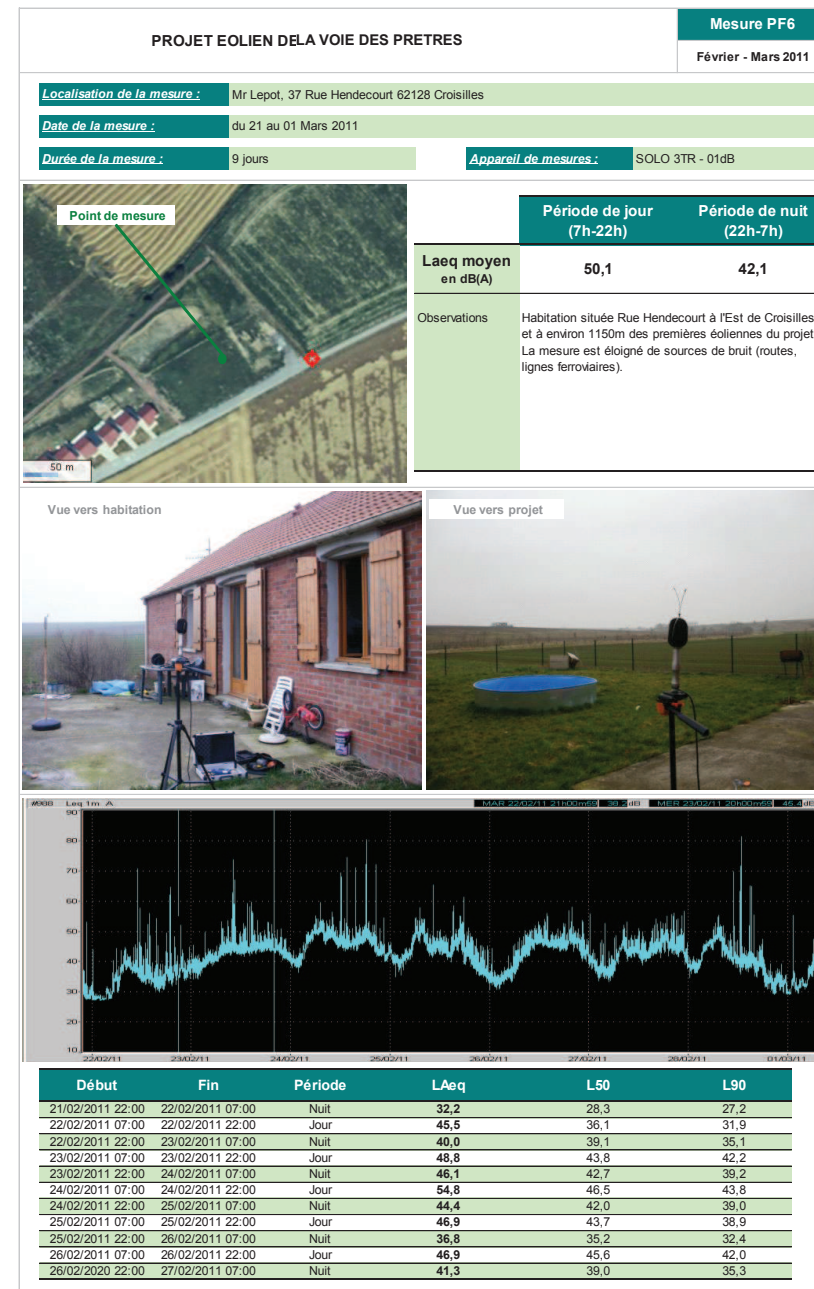 PROJET EOLIEN DE LA VOIE DES PRETRES
Mesure PF6
Février - Mars 2011
Localisation de la mesure : Mr Lepot, 37 Rue Hendecourt 62128 Croisilles
Date de la mesure : du 21 au 01 Mars 2011
Durée de la mesure : 9 jours Appareil de mesures : SOLO 3TR - 01dB
Point de mesure
50 m
Période de jour (7h-22h) Période de nuit (22h-7h)
Laeq moyen en dB(A) 50,1 42,1
Observations
Habitation située Rue Hendecourt à l'Est de Croisilles
et à environ 1150m des premières éoliennes du projet
La mesure est éloigné de sources de bruit (routes,
lignes ferroviaires).
Vue vers habitation
Vue vers projet
#988 Leq 1m A MAR 22/02/11 21h00m59 38.2dB MER 23/02/11 20h00m59 45.4dB
90
80
70
60
50
40
30
20
10
22/02/11 23/02/11 24/02/11 25/02/11 26/02/11 27/02/11 28/02/11 01/03/11
Début Fin Période LAeq L50 L90
21/02/2011 22:00 22/02/2011 07:00 Nuit 32,2 28,3 27,2
22/02/2011 07:00 22/02/2011 22:00 Jour 45,5 36,1 31,9
22/02/2011 22:00 23/02/2011 07:00 Nuit 40,0 39,1 35,1
23/02/2011 07:00 23/02/2011 22:00 Jour 48,8 43,8 42,2
23/02/2011 22:00 24/02/2011 07:00 Nuit 46,1 42,7 39,2
24/02/2011 07:00 24/02/2011 22:00 Jour 54,8 46,5 43,8
24/02/2011 22:00 25/02/2011 07:00 Nuit 44,4 42,0 39,0
25/02/2011 07:00 25/02/2011 22:00 Jour 46,9 43,7 38,9
25/02/2011 22:00 26/02/2011 07:00 Nuit 36,8 35,2 32,4
26/02/2011 07:00 26/02/2011 22:00 Jour 46,9 45,6 42,0
26/02/2020 22:00 27/02/2011 07:00 Nuit 41,3 39,0 35,3